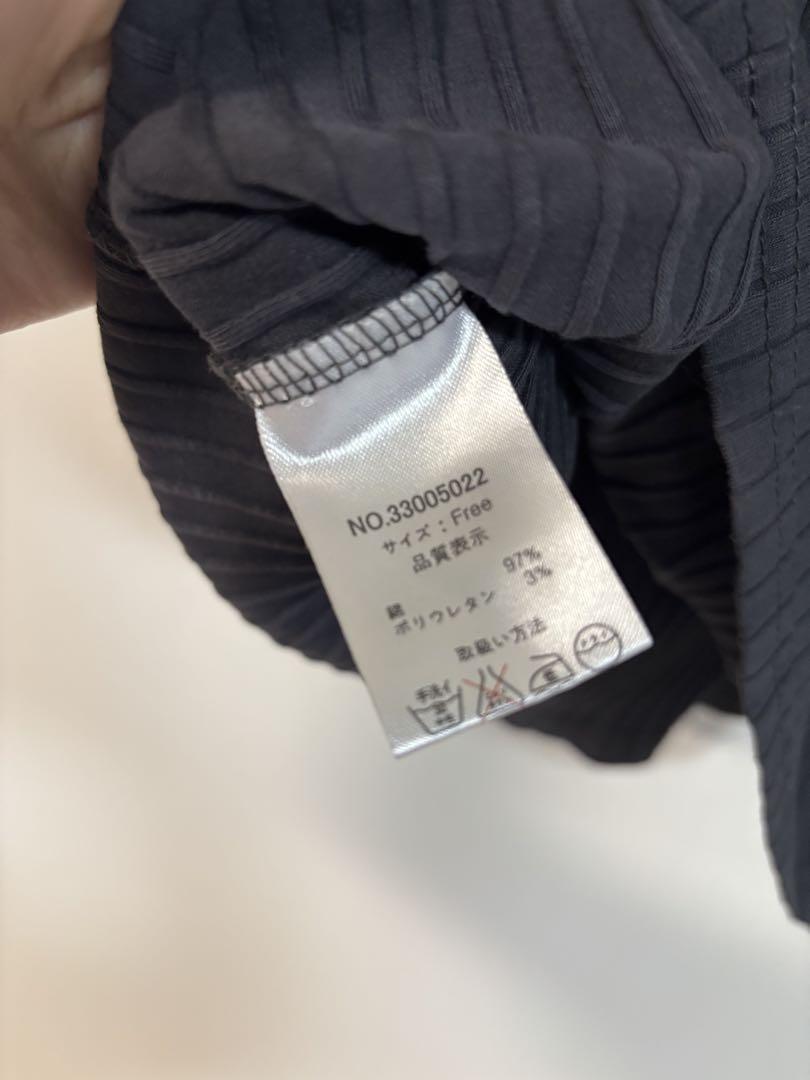 NO.33005022
サイズ：Free
品質表示
綿 97%
ポリウレタン 3%
取扱い方法
手洗イ